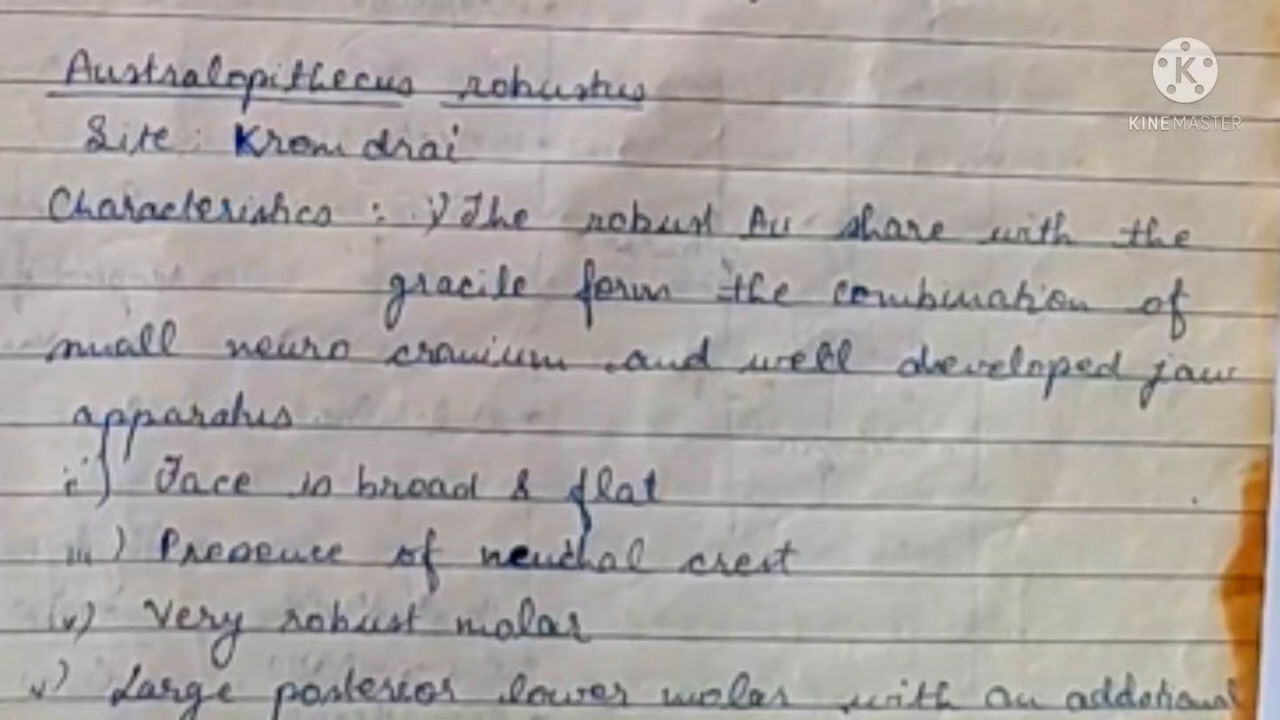 Australopithecus robustus
Site : Kromdrai
Characteristics : i) The robust Au share with the
gracile form the combination of
small neuro cranium and well developed jaw
apparatus
ii) Face is broad & flat
iii) Presence of neuchal crest
iv) Very robust molar
v) Large posterior lower molar with an additional
KINEMASTER